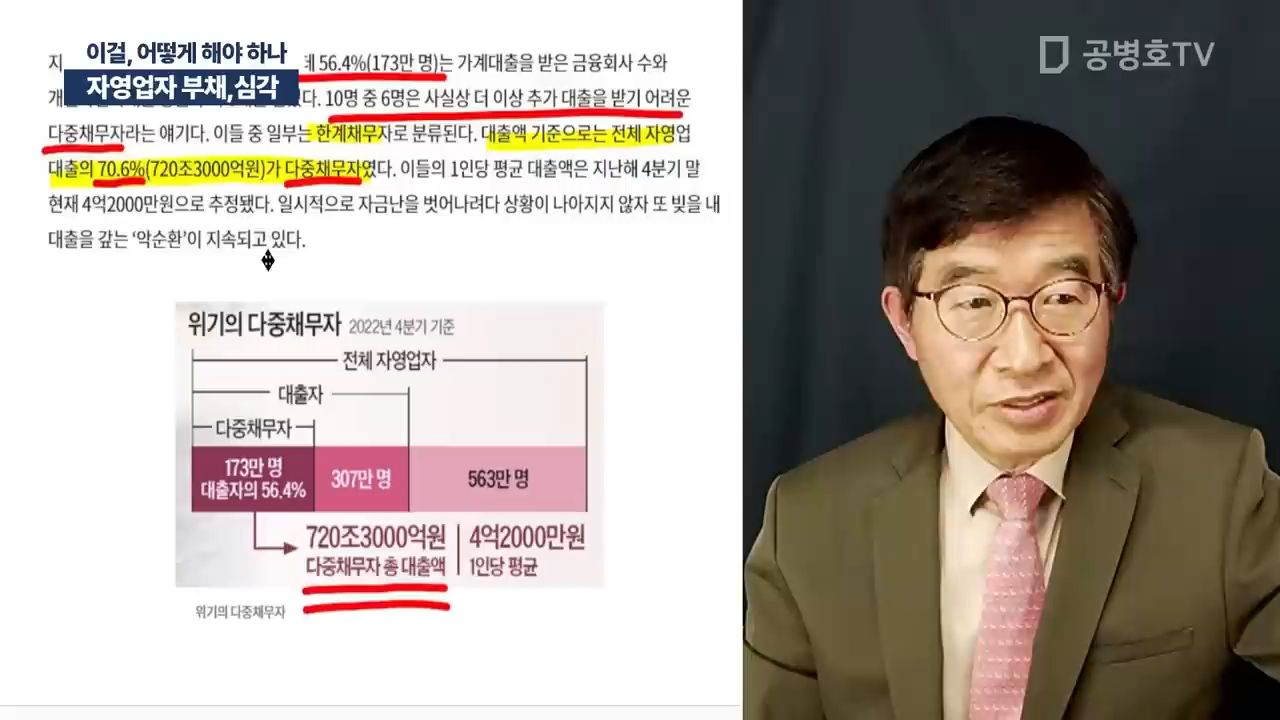 이걸, 어떻게 해야 하나
자영업자 부채,심각
공병호TV
지 56.4%(173만 명)는 가계대출을 받은 금융회사 수와
개 10명 중 6명은 사실상 더 이상 추가 대출을 받기 어려운
다중채무자라는 얘기다. 이들 중 일부는 한계채무자로 분류된다. 대출액 기준으로는 전체 자영업
대출의 70.6%(720조3000억원)가 다중채무자였다. 이들의 1인당 평균 대출액은 지난해 4분기 말
현재 4억2000만원으로 추정됐다. 일시적으로 자금난을 벗어나려다 상황이 나아지지 않자 또 빚을 내
대출을 갚는 ‘악순환’이 지속되고 있다.
위기의 다중채무자 2022년 4분기 기준
전체 자영업자
대출자
다중채무자
173만 명
대출자의 56.4%
307만 명
563만 명
720조3000억원
다중채무자 총 대출액
4억2000만원
1인당 평균
위기의 다중채무자